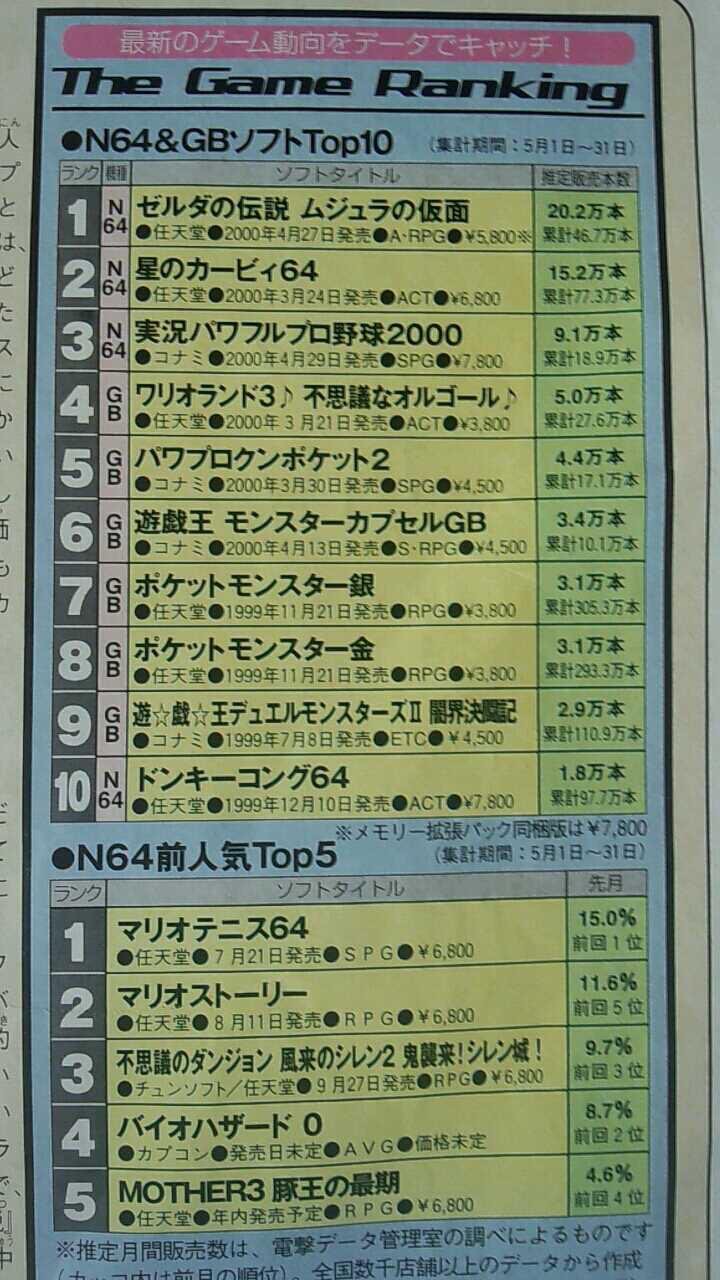 最新のゲーム動向をデータでキャッチ！
The Game Ranking
●N64&GBソフトTop10 （集計期間：5月1日～31日）
ランク 機種 ソフトタイトル 推定販売本数
1 N64 ゼルダの伝説 ムジュラの仮面 20.2万本
●任天堂●2000年4月27日発売●A・RPG●¥5,800※ 累計46.7万本
2 N64 星のカービィ64 15.2万本
●任天堂●2000年3月24日発売●ACT●¥6,800 累計77.3万本
3 N64 実況パワフルプロ野球2000 9.1万本
●コナミ●2000年4月29日発売●SPG●¥7,800 累計18.9万本
4 GB ワリオランド3♪ 不思議なオルゴール♪ 5.0万本
●任天堂●2000年3月21日発売●ACT●¥3,800 累計27.6万本
5 GB パワプロクンポケット2 4.4万本
●コナミ●2000年3月30日発売●SPG●¥4,500 累計17.1万本
6 GB 遊戯王 モンスターカプセルGB 3.4万本
●コナミ●2000年4月13日発売●S・RPG●¥4,500 累計10.1万本
7 GB ポケットモンスター銀 3.1万本
●任天堂●1999年11月21日発売●RPG●¥3,800 累計305.3万本
8 GB ポケットモンスター金 3.1万本
●任天堂●1999年11月21日発売●RPG●¥3,800 累計293.3万本
9 GB 遊☆戯☆王デュエルモンスターズⅡ 闇界決闘記 2.9万本
●コナミ●1999年7月8日発売●ETC●¥4,500 累計110.9万本
10 N64 ドンキーコング64 1.8万本
●任天堂●1999年12月10日発売●ACT●¥7,800 累計97.7万本
※メモリー拡張パック同梱版は¥7,800
●N64前人気Top5 （集計期間：5月1日～31日）
ランク ソフトタイトル 先月
1 マリオテニス64 15.0%
●任天堂●7月21日発売●SPG●¥6,800 前回1位
2 マリオストーリー 11.6%
●任天堂●8月11日発売●RPG●¥6,800 前回5位
3 不思議のダンジョン 風来のシレン2 鬼襲来！シレン城！ 9.7%
●チュンソフト／任天堂●9月27日発売●RPG●¥6,800 前回3位
4 バイオハザード 0 8.7%
●カプコン●発売日未定●AVG●価格未定 前回2位
5 MOTHER3 豚王の最期 4.6%
●任天堂●年内発売予定●RPG●¥6,800 前回4位
※推定月間販売数は、電撃データ管理室の調べによるものです
（カッコ内は前月の順位）。全国数千店舗以上のデータから作成